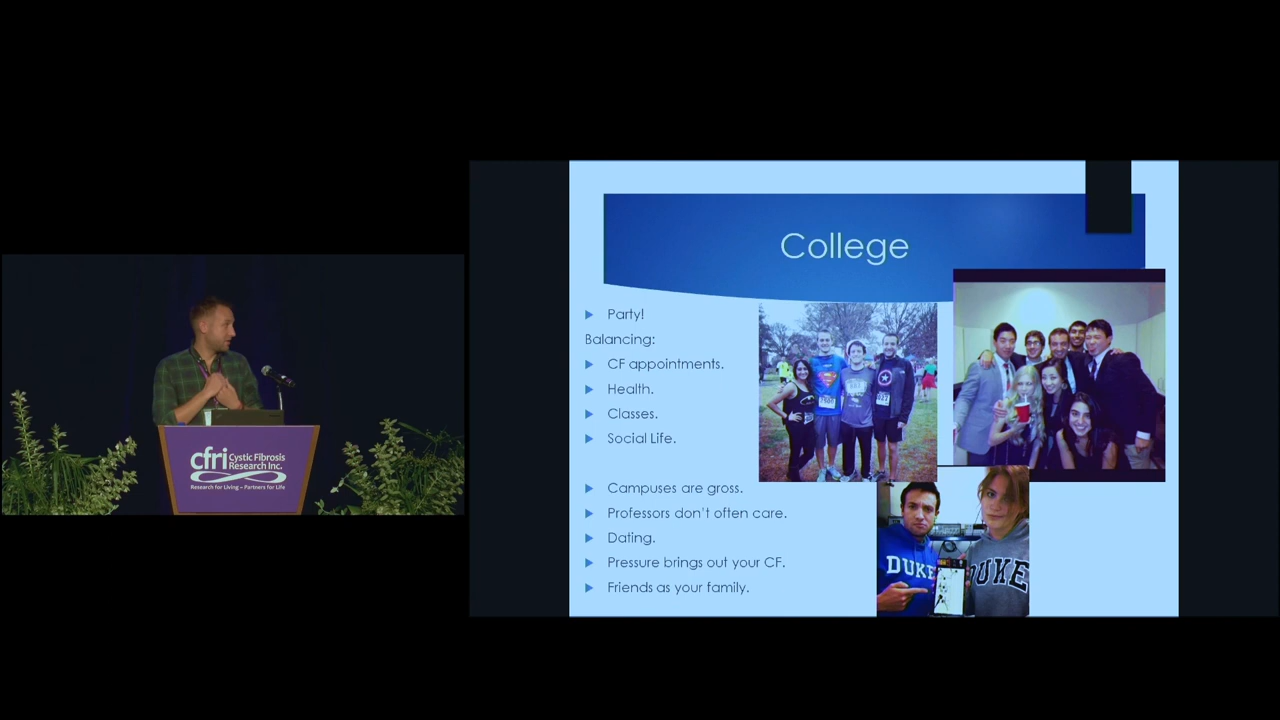 College
Party!
Balancing:
CF appointments.
Health.
Classes.
Social Life.
Campuses are gross.
Professors don't often care.
Dating.
Pressure brings out your CF.
Friends as your family.
DUKE
DUKE
cfri Cystic Fibrosis
Research Inc.
Research for Living ~ Partners for Life